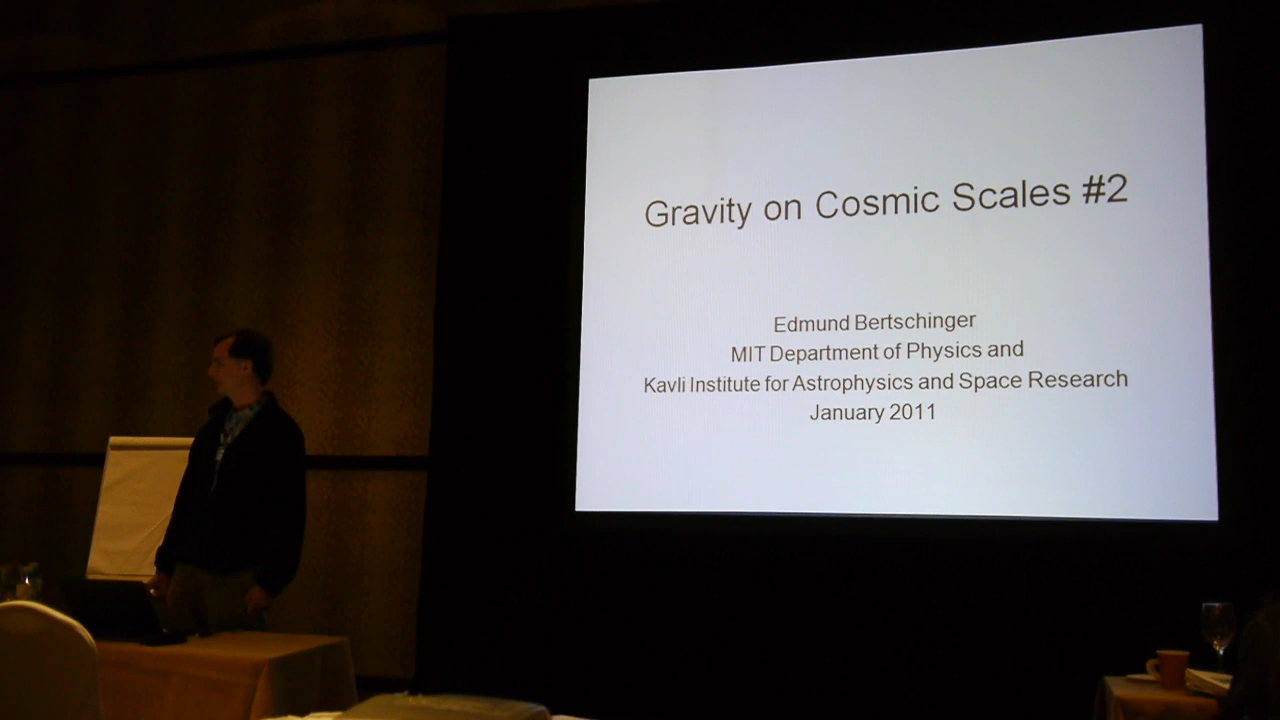 Gravity on Cosmic Scales #2
Edmund Bertschinger
MIT Department of Physics and
Kavli Institute for Astrophysics and Space Research
January 2011